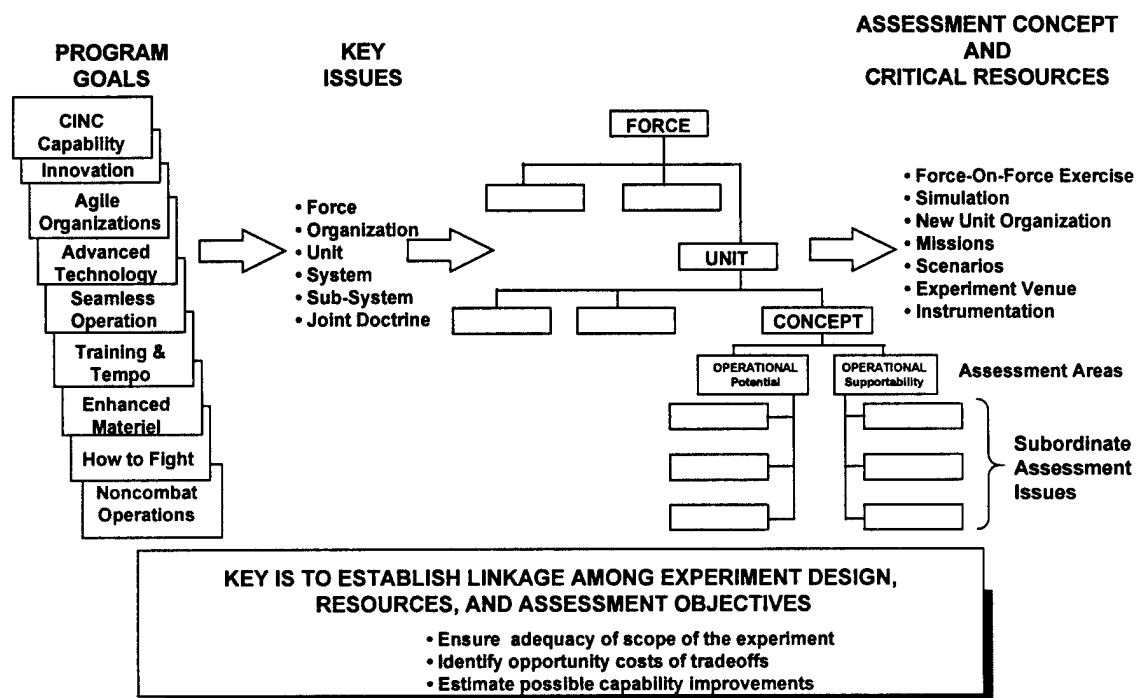 PROGRAM
GOALS
CINC
Capability
Innovation
Agile
Organizations
Advanced
Technology
Seamless
Operation
Training &
Tempo
Enhanced
Materiel
How to Fight
Noncombat
Operations
KEY
ISSUES
• Force
• Organization
• Unit
• System
• Sub-System
• Joint Doctrine
FORCE
UNIT
CONCEPT
OPERATIONAL
Potential
OPERATIONAL
Supportability
Assessment Areas
Subordinate
Assessment
Issues
ASSESSMENT CONCEPT
AND
CRITICAL RESOURCES
• Force-On-Force Exercise
• Simulation
• New Unit Organization
• Missions
• Scenarios
• Experiment Venue
• Instrumentation
KEY IS TO ESTABLISH LINKAGE AMONG EXPERIMENT DESIGN,
RESOURCES, AND ASSESSMENT OBJECTIVES
• Ensure adequacy of scope of the experiment
• Identify opportunity costs of tradeoffs
• Estimate possible capability improvements